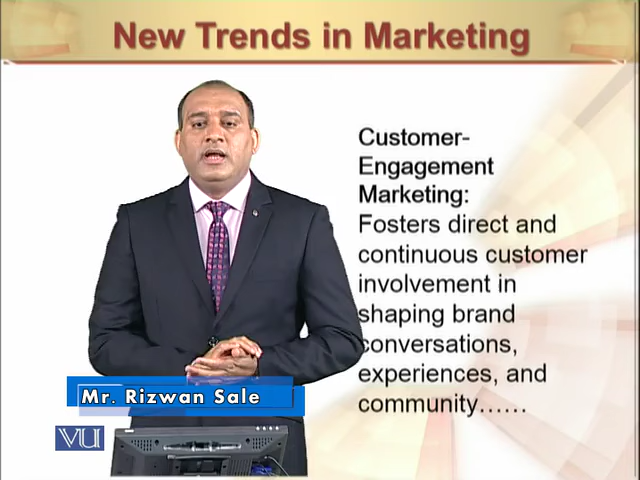 New Trends in Marketing
Customer-
Engagement
Marketing:
Fosters direct and
continuous customer
involvement in
shaping brand
conversations,
experiences, and
community……
Mr. Rizwan Sale
VU